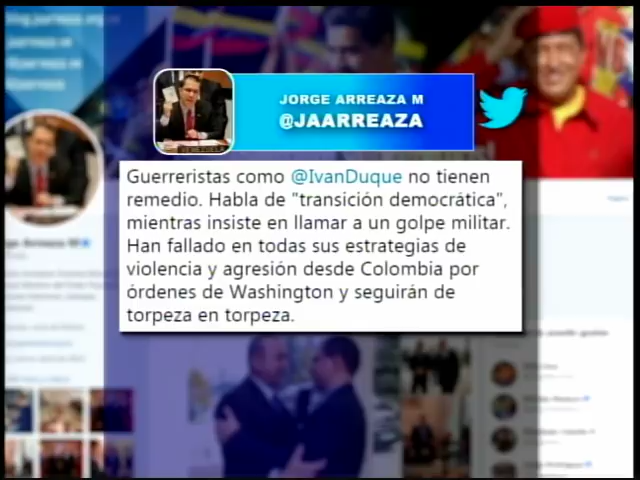 JORGE ARREAZA M
@JAARREAZA
Guerreristas como @IvanDuque no tienen
remedio. Habla de "transición democrática",
mientras insiste en llamar a un golpe militar.
Han fallado en todas sus estrategias de
violencia y agresión desde Colombia por
órdenes de Washington y seguirán de
torpeza en torpeza.